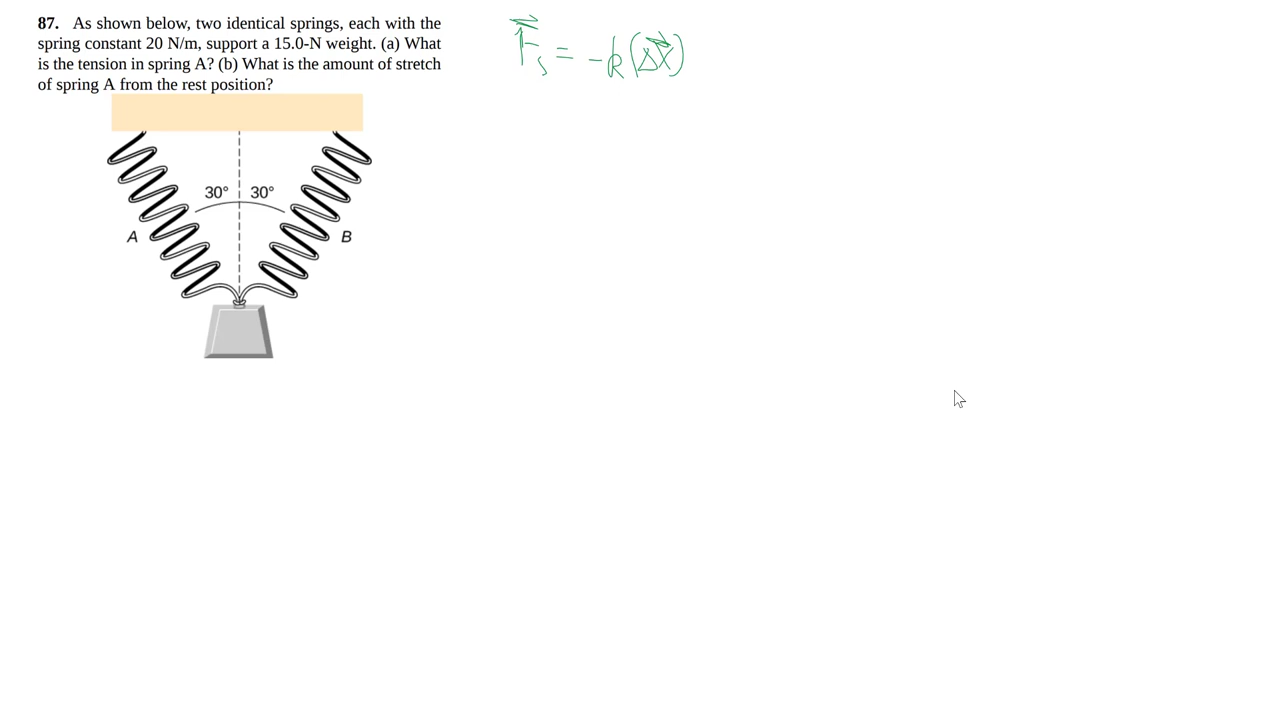 87. As shown below, two identical springs, each with the
spring constant 20 N/m, support a 15.0-N weight. (a) What
is the tension in spring A? (b) What is the amount of stretch
of spring A from the rest position?
F⃗ₛ = -k(Δx⃗)
30° 30°
A
B